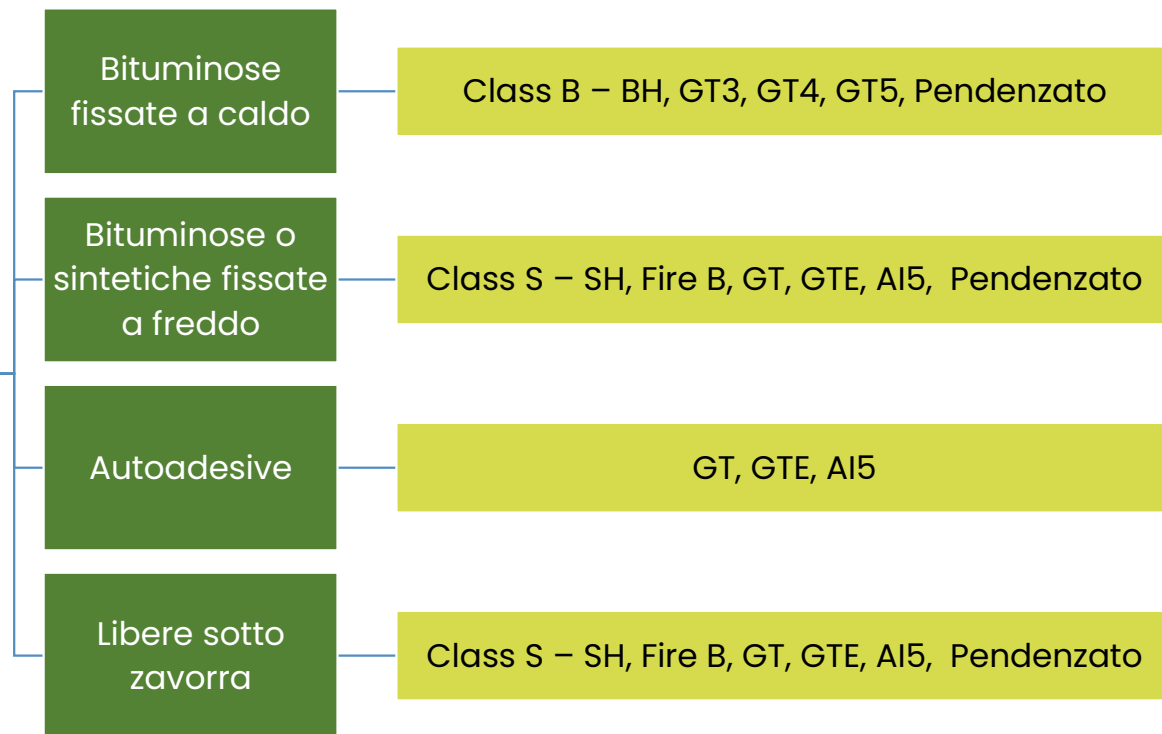 Bituminose
fissate a caldo
Class B – BH, GT3, GT4, GT5, Pendenzato
Bituminose o
sintetiche fissate
a freddo
Class S – SH, Fire B, GT, GTE, AI5, Pendenzato
Autoadesive
GT, GTE, AI5
Libere sotto
zavorra
Class S – SH, Fire B, GT, GTE, AI5, Pendenzato